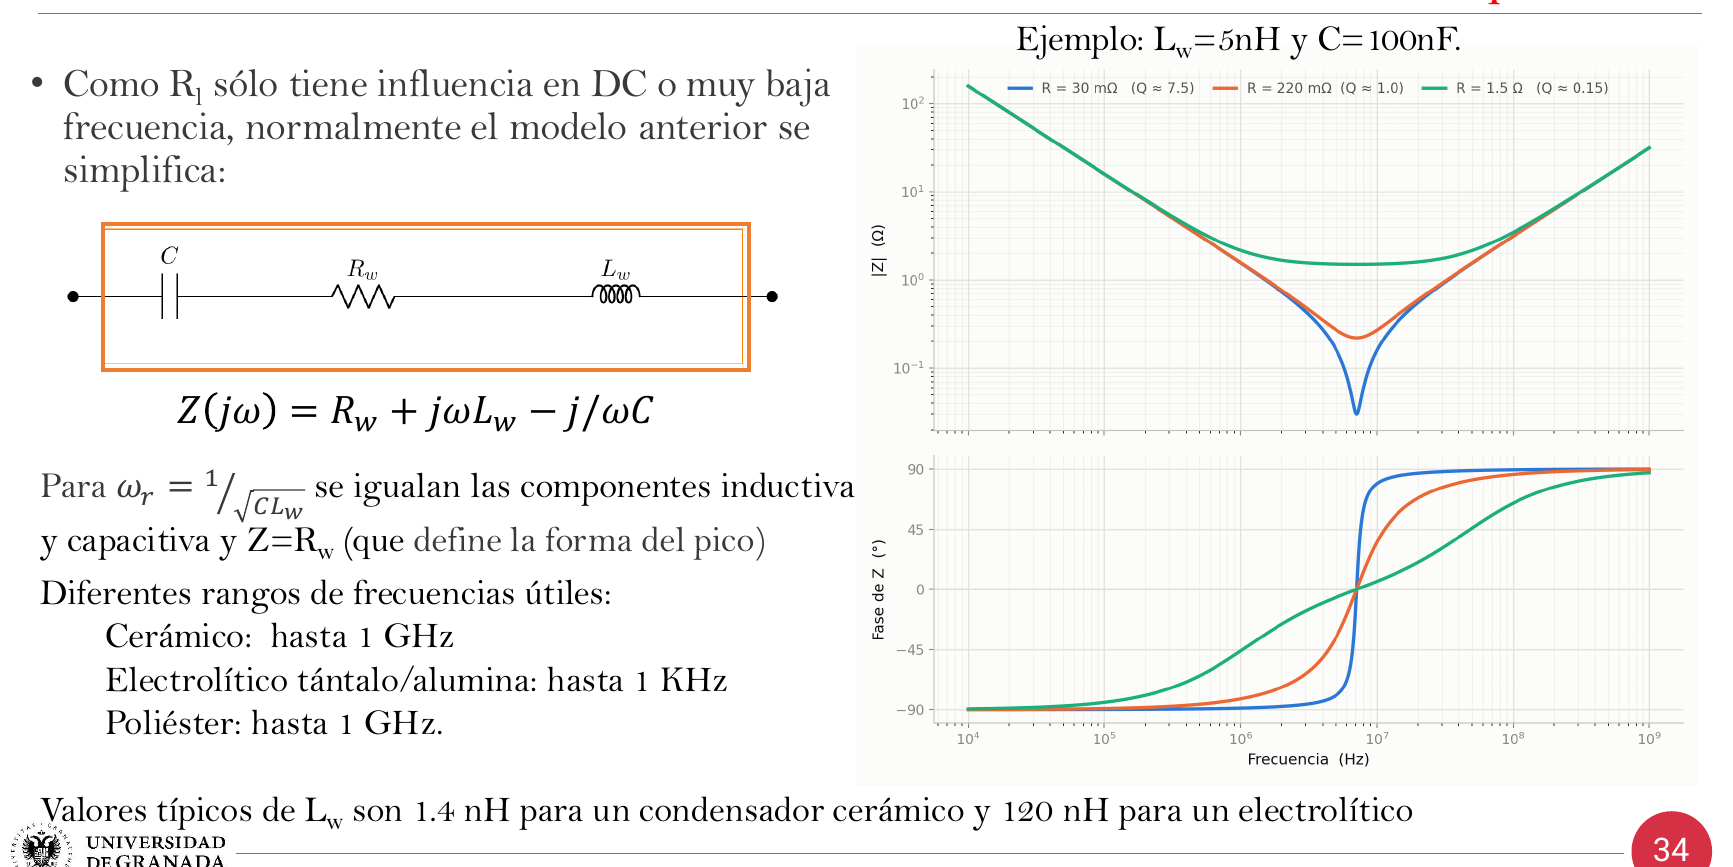 Ejemplo: Lw=5nH y C=100nF.
• Como Rl sólo tiene influencia en DC o muy baja
frecuencia, normalmente el modelo anterior se
simplifica:
C
Rw
Lw
Z(jω) = Rw + jωLw − j/ωC
Para ωr = 1/√CLw se igualan las componentes inductiva
y capacitiva y Z=Rw (que define la forma del pico)
Diferentes rangos de frecuencias útiles:
Cerámico: hasta 1 GHz
Electrolítico tántalo/alumina: hasta 1 KHz
Poliéster: hasta 1 GHz.
R = 30 mΩ (Q ≈ 7.5) R = 220 mΩ (Q ≈ 1.0) R = 1.5 Ω (Q ≈ 0.15)
|Z| (Ω)
10²
10¹
10⁰
10⁻¹
Fase de Z (°)
90
45
0
−45
−90
10⁴ 10⁵ 10⁶ 10⁷ 10⁸ 10⁹
Frecuencia (Hz)
Valores típicos de Lw son 1.4 nH para un condensador cerámico y 120 nH para un electrolítico
UNIVERSIDAD
DE GRANADA
34